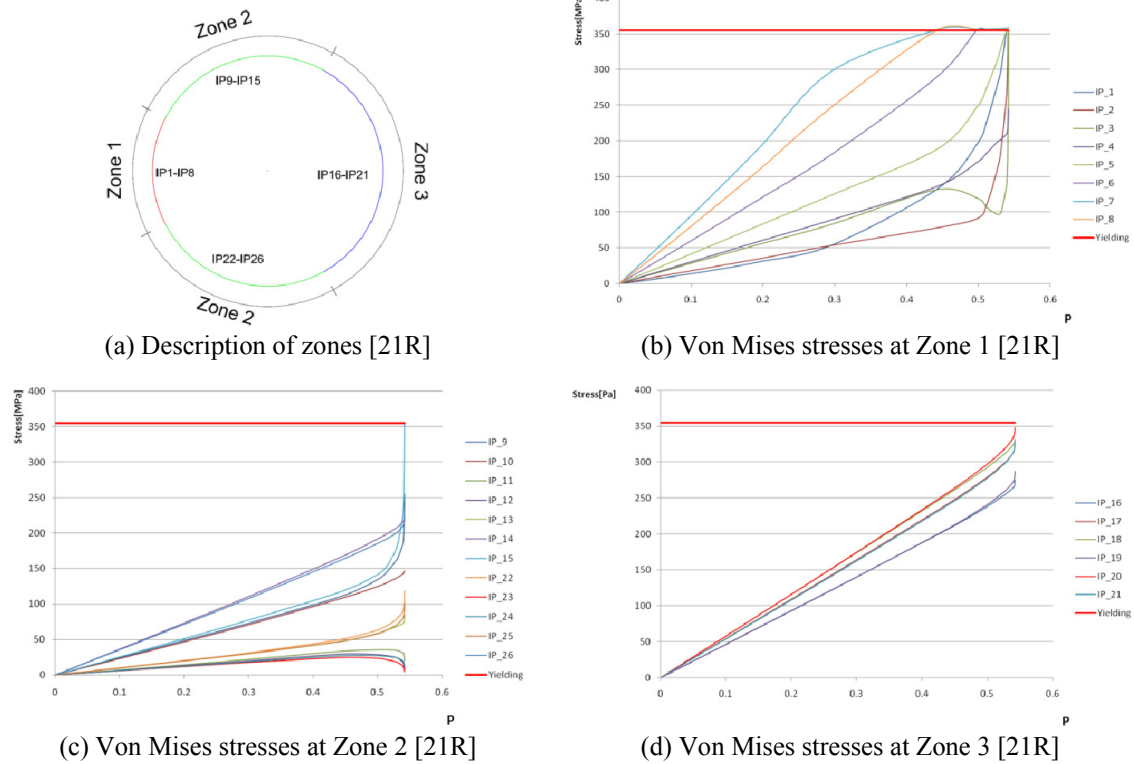 Zone 2
IP9-IP15
Zone 1
IP1-IP8
IP16-IP21
Zone 3
IP22-IP26
Zone 2
(a) Description of zones [21R]
Stress[MPa]
350
300
250
200
150
100
50
0
0
0.1
0.2
0.3
0.4
0.5
0.6
P
IP_1
IP_2
IP_3
IP_4
IP_5
IP_6
IP_7
IP_8
Yielding
(b) Von Mises stresses at Zone 1 [21R]
Stress[MPa]
400
350
300
250
200
150
100
50
0
0
0.1
0.2
0.3
0.4
0.5
0.6
P
IP_9
IP_10
IP_11
IP_12
IP_13
IP_14
IP_15
IP_22
IP_23
IP_24
IP_25
IP_26
Yielding
(c) Von Mises stresses at Zone 2 [21R]
Stress[Pa]
400
350
300
250
200
150
100
50
0
0
0.1
0.2
0.3
0.4
0.5
0.6
P
IP_16
IP_17
IP_18
IP_19
IP_20
IP_21
Yielding
(d) Von Mises stresses at Zone 3 [21R]